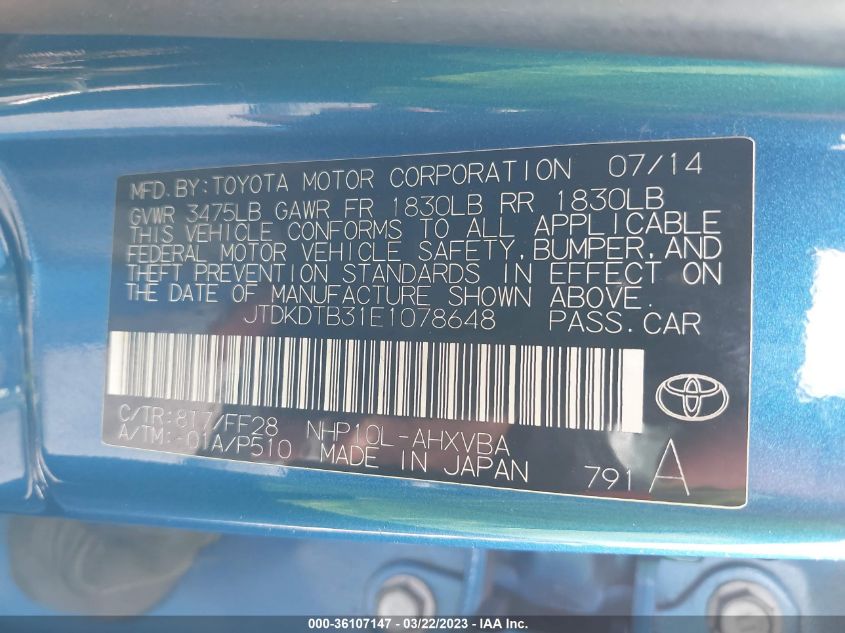 MFD. BY: TOYOTA MOTOR CORPORATION 07/14
GVWR 3475LB GAWR FR 1830LB RR 1830LB
THIS VEHICLE CONFORMS TO ALL APPLICABLE
FEDERAL MOTOR VEHICLE SAFETY, BUMPER, AND
THEFT PREVENTION STANDARDS IN EFFECT ON
THE DATE OF MANUFACTURE SHOWN ABOVE.
JTDKDTB31E1078648 PASS. CAR
C/TR: 8T7/FF28 NHP10L-AHXVBA
A/TM: -01A/P510 MADE IN JAPAN 791 A
000-36107147 - 03/22/2023 - IAA Inc.